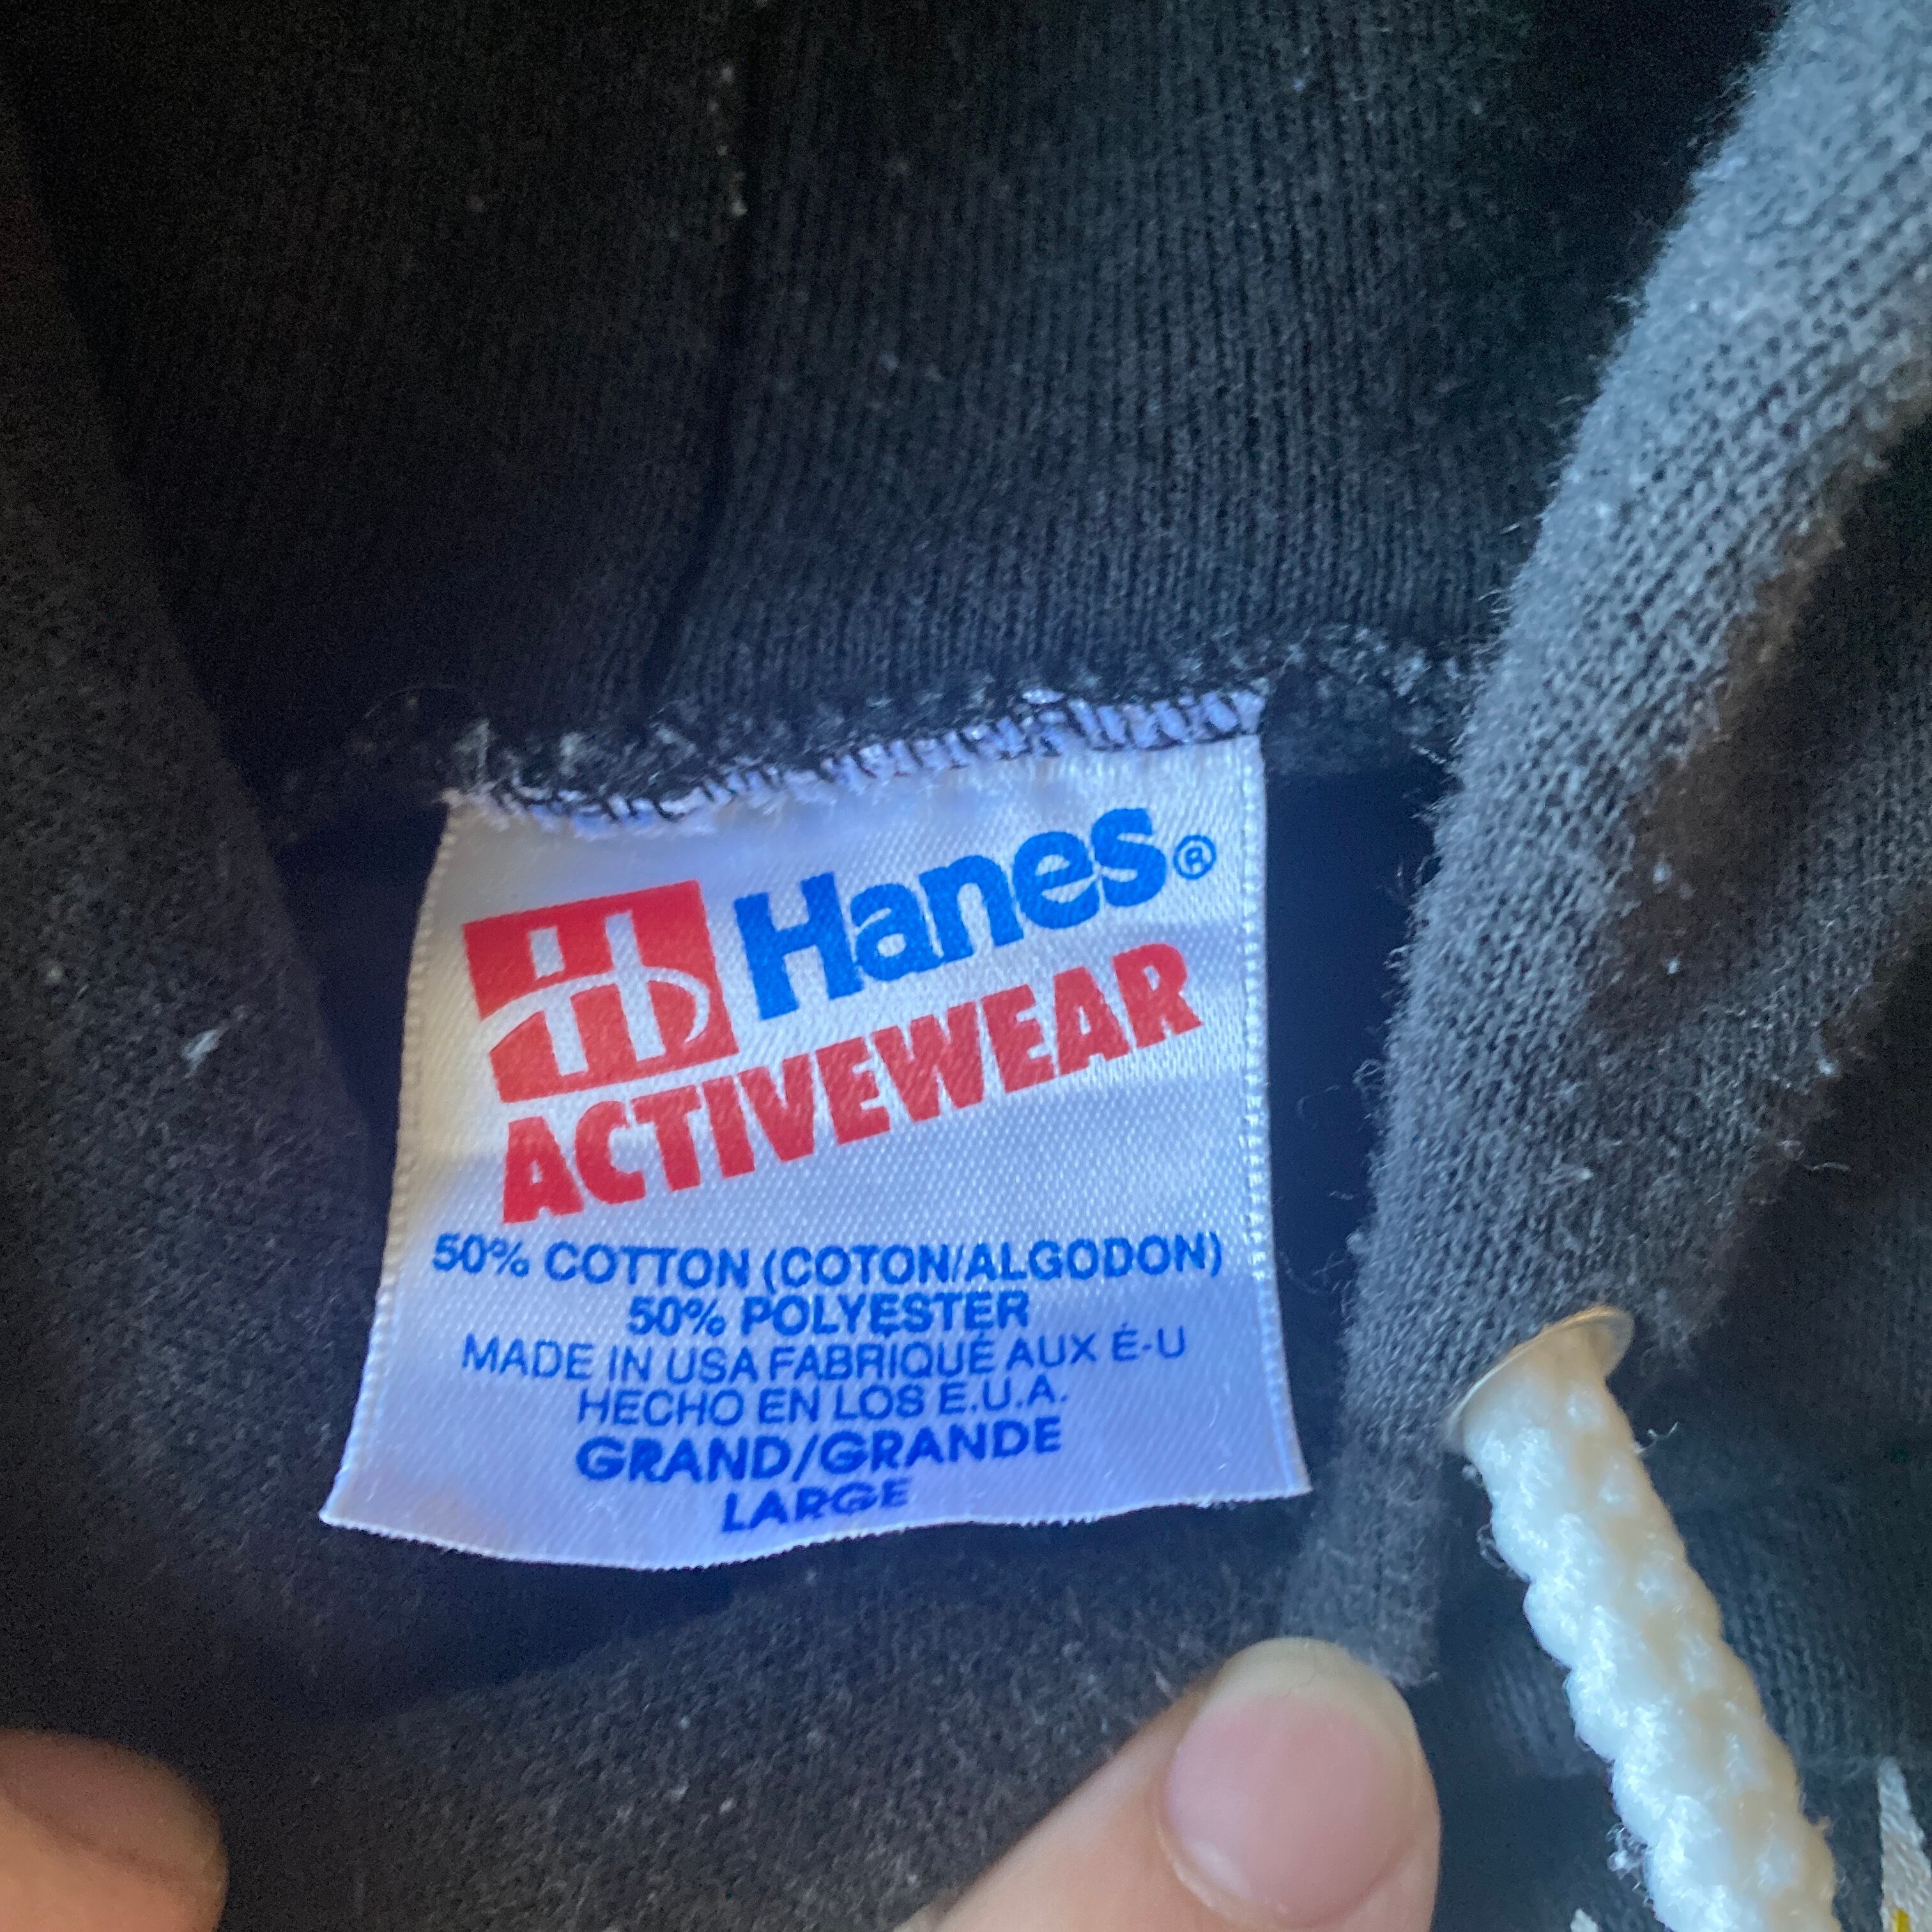 Hanes®
ACTIVEWEAR
50% COTTON (COTON/ALGODON)
50% POLYESTER
MADE IN USA FABRIQUÉ AUX É-U
HECHO EN LOS E.U.A.
GRAND/GRANDE
LARGE